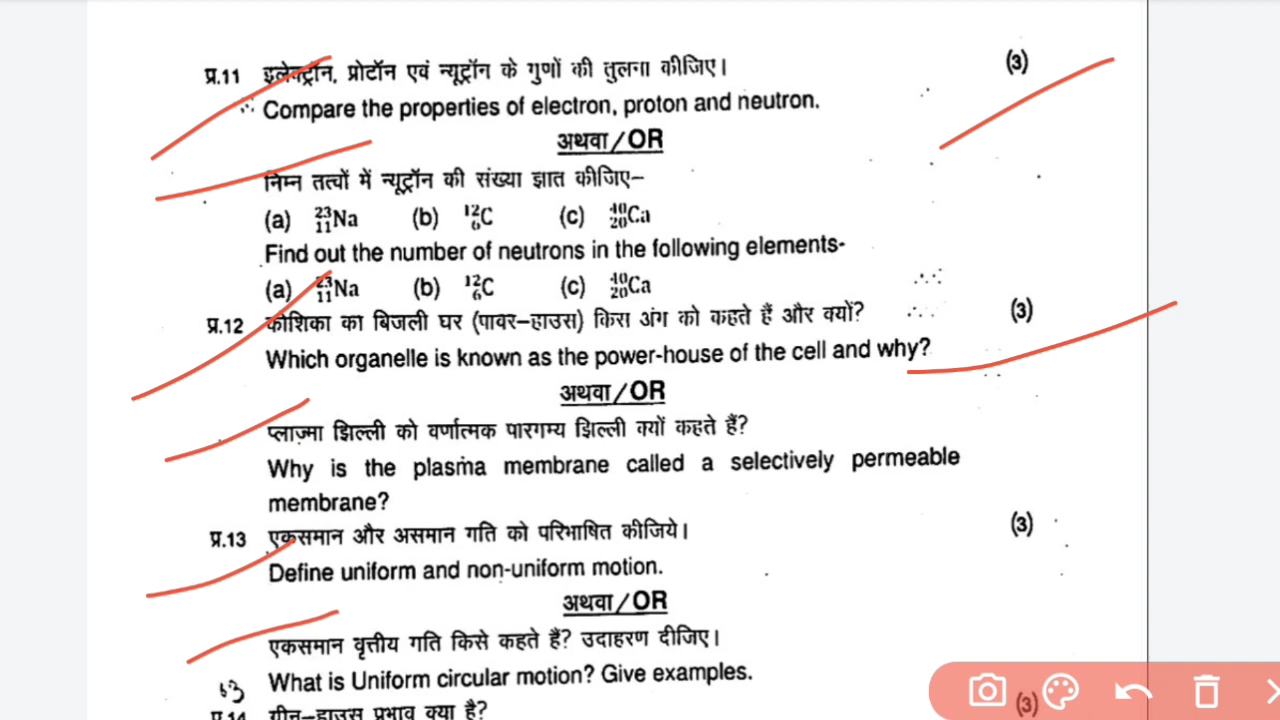 प्र.11 इलेक्ट्रॉन, प्रोटॉन एवं न्यूट्रॉन के गुणों की तुलना कीजिए। (3)
Compare the properties of electron, proton and neutron.
अथवा/OR
निम्न तत्वों में न्यूट्रॉन की संख्या ज्ञात कीजिए–
(a) ²³₁₁Na (b) ¹²₆C (c) ⁴⁰₂₀Ca
Find out the number of neutrons in the following elements-
(a) ²³₁₁Na (b) ¹²₆C (c) ⁴⁰₂₀Ca
प्र.12 कोशिका का बिजली घर (पावर–हाउस) किस अंग को कहते हैं और क्यों? (3)
Which organelle is known as the power-house of the cell and why?
अथवा/OR
प्लाज़्मा झिल्ली को वर्णात्मक पारगम्य झिल्ली क्यों कहते हैं?
Why is the plasma membrane called a selectively permeable
membrane?
प्र.13 एकसमान और असमान गति को परिभाषित कीजिये। (3)
Define uniform and non-uniform motion.
अथवा/OR
एकसमान वृत्तीय गति किसे कहते हैं? उदाहरण दीजिए।
What is Uniform circular motion? Give examples.
प्र.14 ग्रीन–हाउस प्रभाव क्या है? (3)